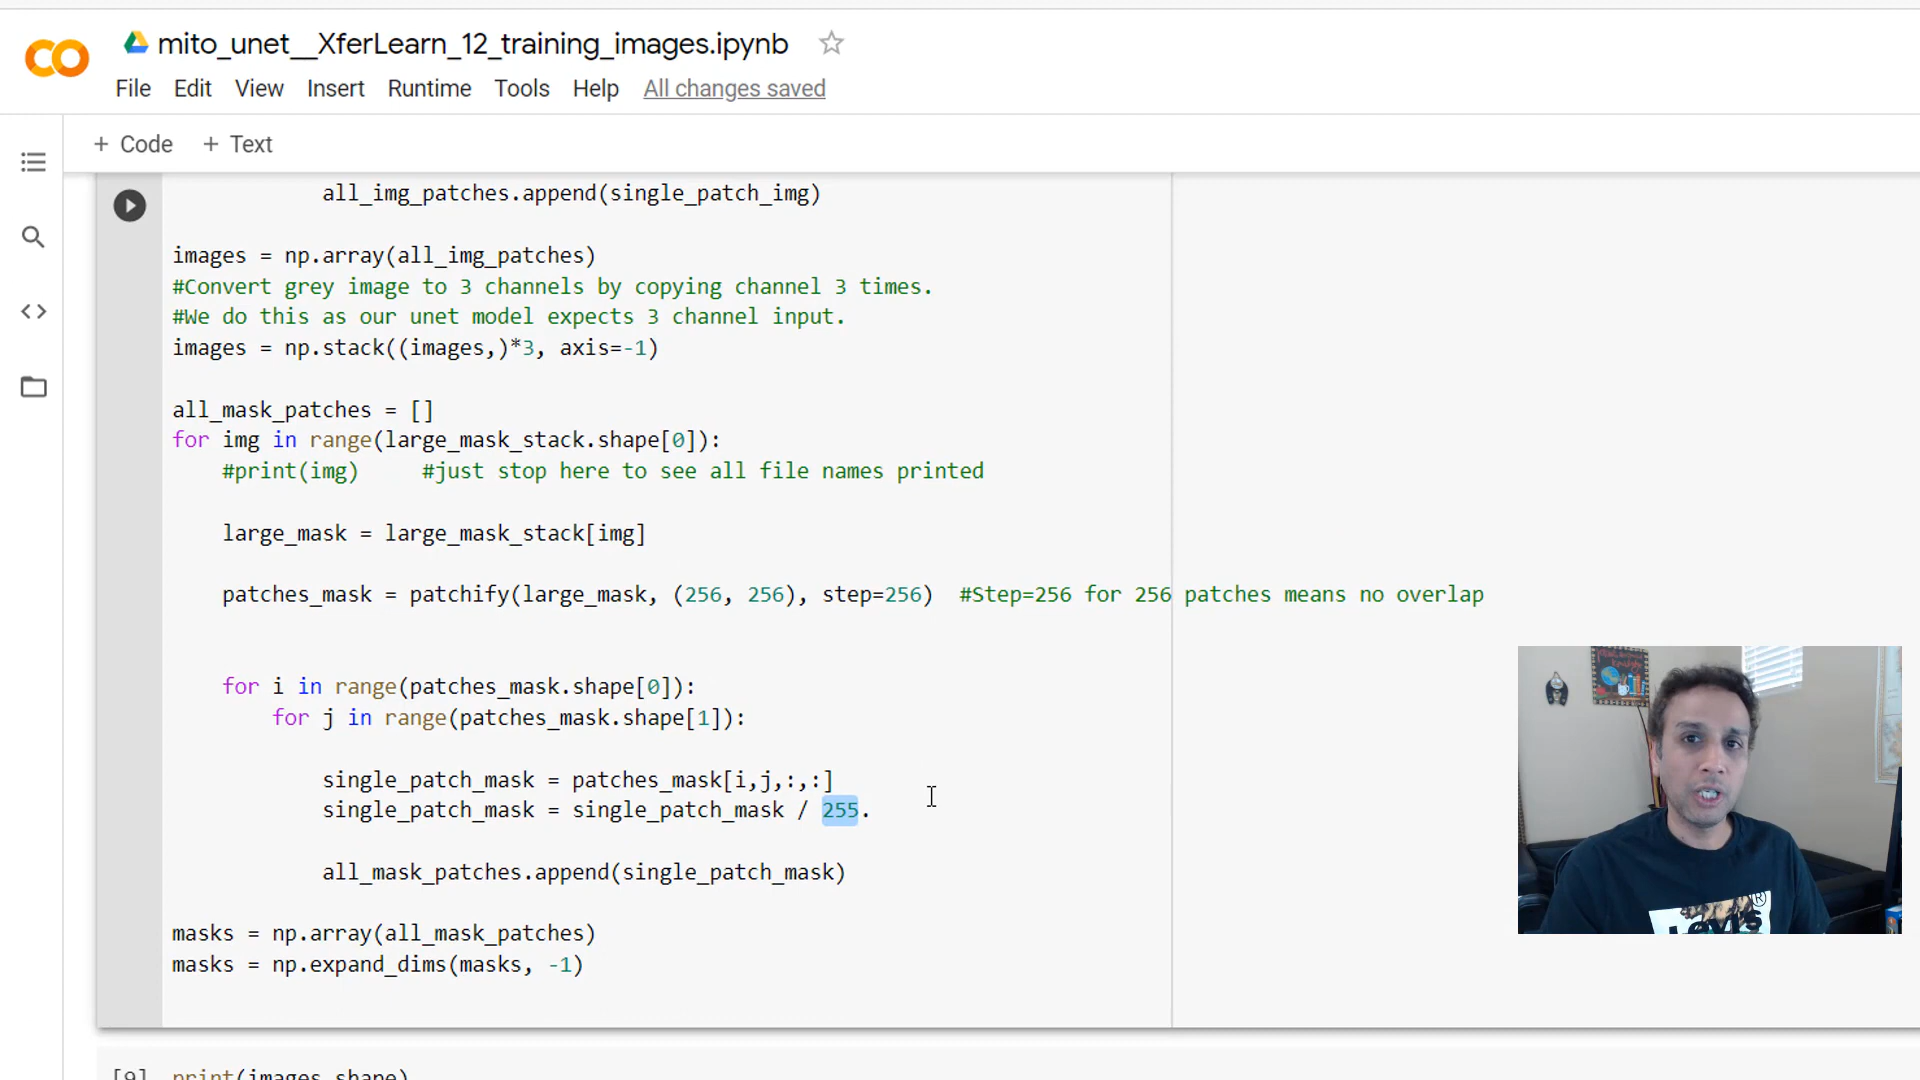 mito_unet__XferLearn_12_training_images.ipynb
File Edit View Insert Runtime Tools Help All changes saved
+ Code + Text
all_img_patches.append(single_patch_img)
images = np.array(all_img_patches)
#Convert grey image to 3 channels by copying channel 3 times.
#We do this as our unet model expects 3 channel input.
images = np.stack((images,)*3, axis=-1)
all_mask_patches = []
for img in range(large_mask_stack.shape[0]):
#print(img) #just stop here to see all file names printed
large_mask = large_mask_stack[img]
patches_mask = patchify(large_mask, (256, 256), step=256) #Step=256 for 256 patches means no overlap
for i in range(patches_mask.shape[0]):
for j in range(patches_mask.shape[1]):
single_patch_mask = patches_mask[i,j,:,:]
single_patch_mask = single_patch_mask / 255.
all_mask_patches.append(single_patch_mask)
masks = np.array(all_mask_patches)
masks = np.expand_dims(masks, -1)
[9] print(images.shape)
Levi's